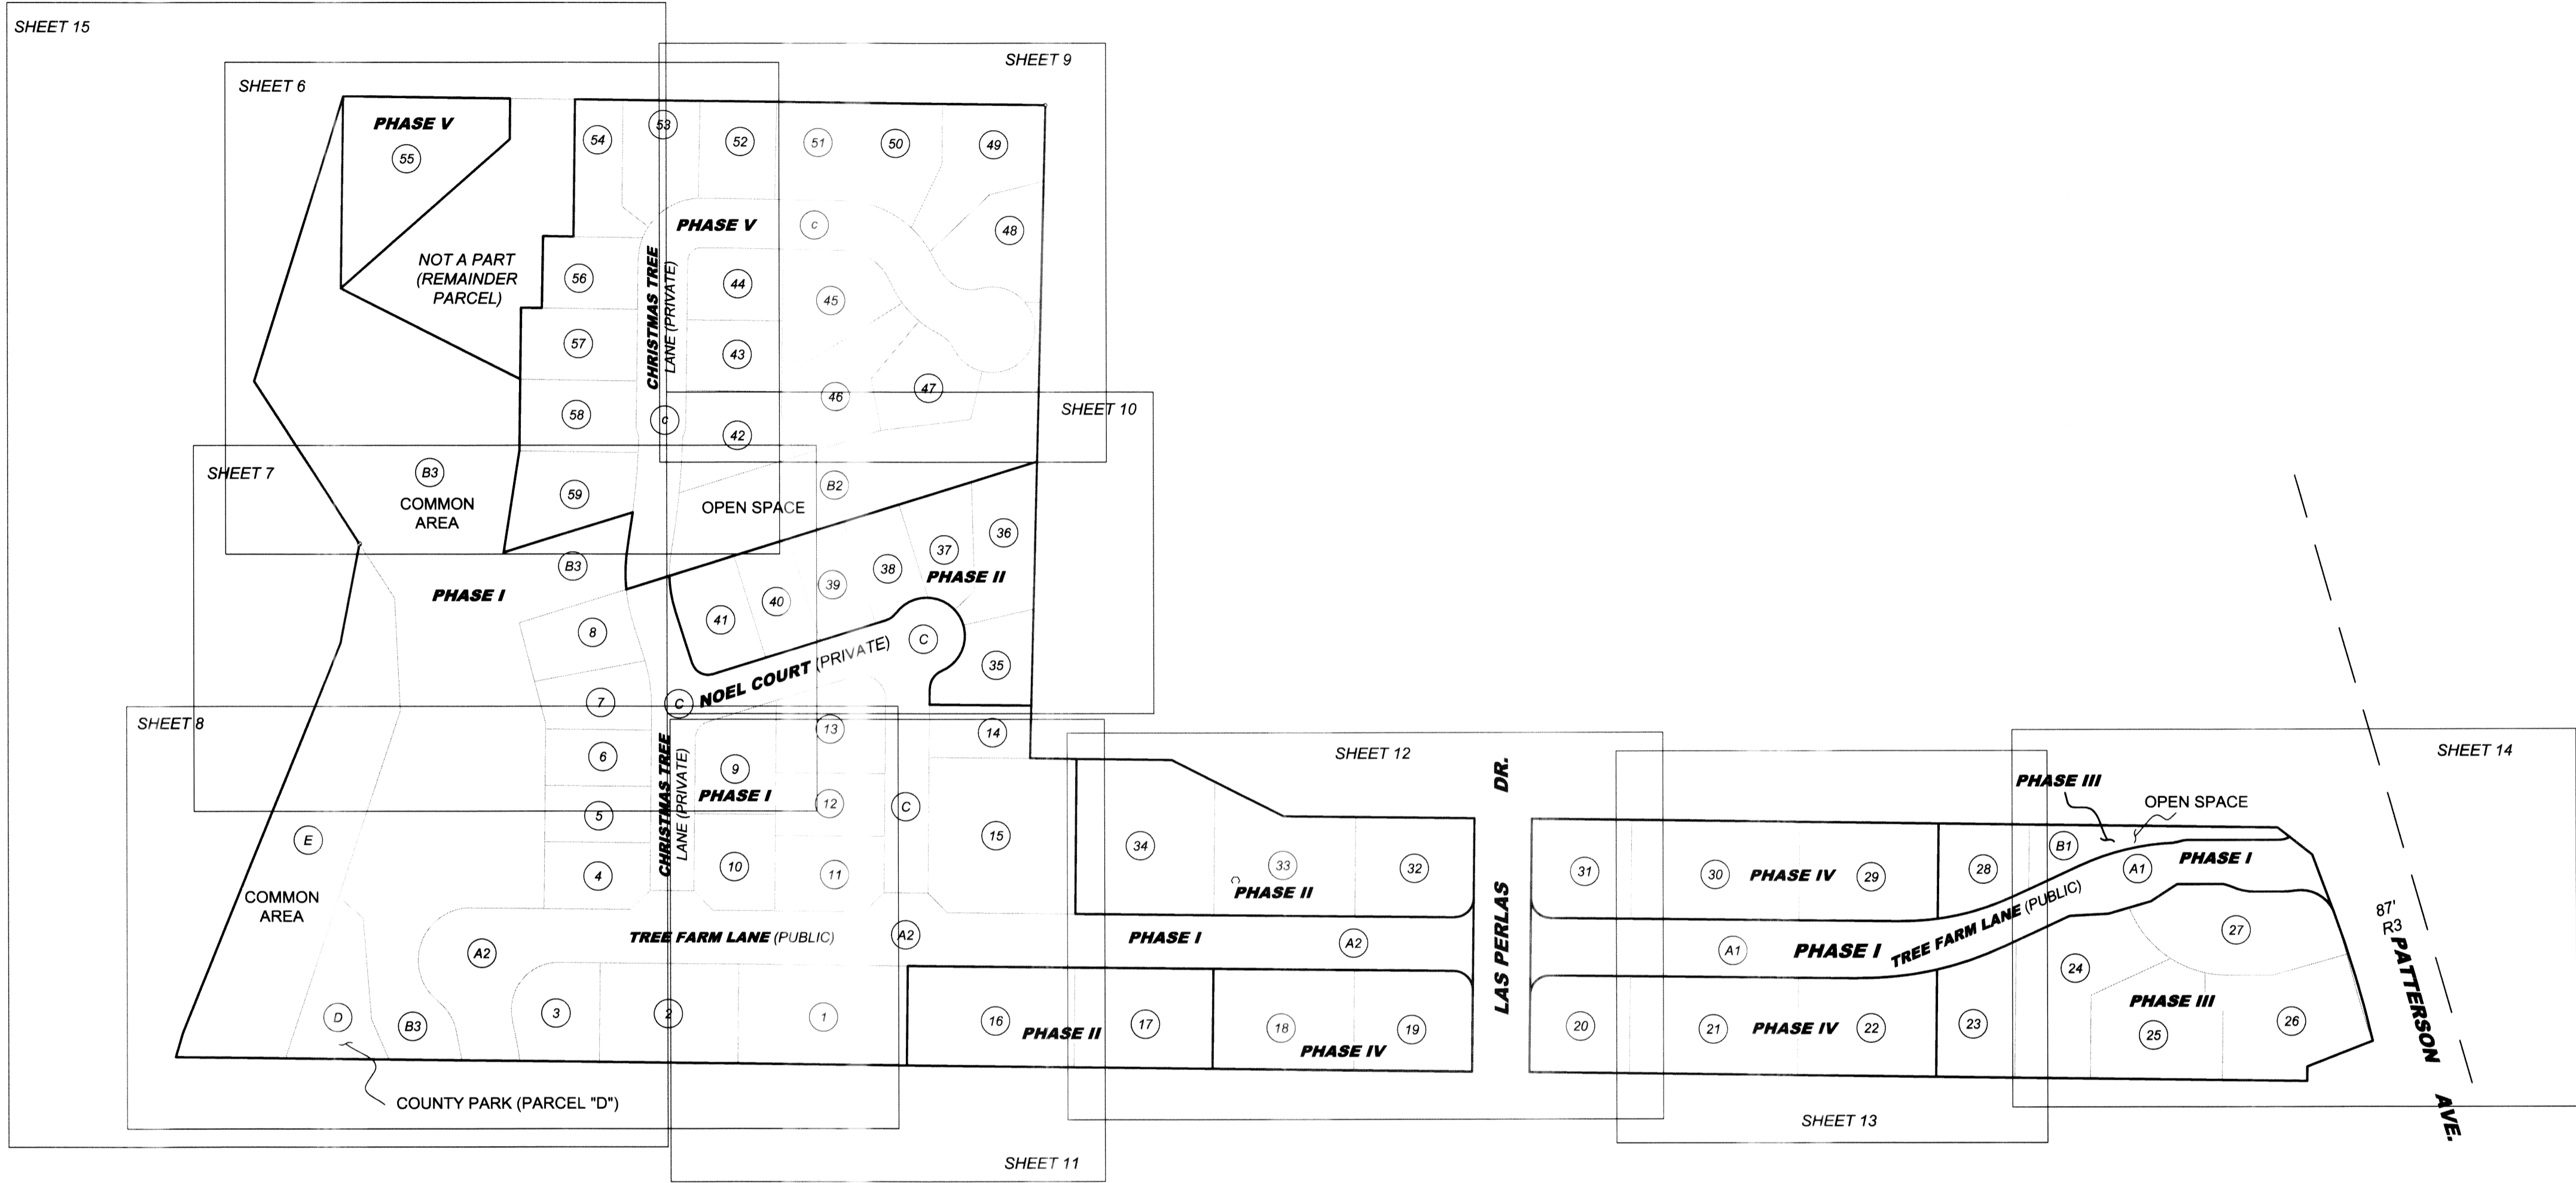 SHEET 15
SHEET 9
SHEET 6
PHASE V
55
54
53
52
51
50
49
PHASE V
C
48
NOT A PART
(REMAINDER
PARCEL)
56
CHRISTMAS TREE
LANE (PRIVATE)
44
45
57
43
47
46
SHEET 10
58
C
42
SHEET 7
B3
COMMON
AREA
59
B2
OPEN SPACE
36
37
B3
38
PHASE II
39
PHASE I
40
41
8
C
NOEL COURT (PRIVATE)
35
7
C
SHEET 8
13
14
SHEET 12
DR.
SHEET 14
6
CHRISTMAS TREE
LANE (PRIVATE)
9
PHASE I
PHASE III
OPEN SPACE
12
C
5
E
15
34
B1
PHASE I
A1
4
10
11
33
PHASE II
32
31
30
PHASE IV
29
28
COMMON
AREA
TREE FARM LANE (PUBLIC)
A2
PHASE I
A2
LAS PERLAS
A1
PHASE I
TREE FARM LANE (PUBLIC)
27
87'
R3
PATTERSON AVE.
A2
24
D
B3
3
2
1
16
PHASE II
17
18
PHASE IV
19
20
21
PHASE IV
22
23
PHASE III
25
26
COUNTY PARK (PARCEL "D")
SHEET 13
SHEET 11